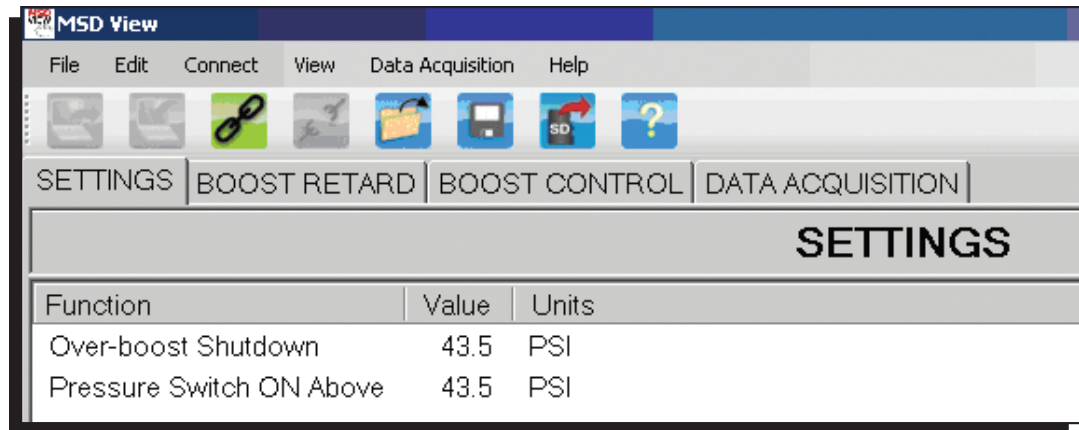 MSD MSD View
File Edit Connect View Data Acquisition Help
SD ?
SETTINGS BOOST RETARD BOOST CONTROL DATA ACQUISITION
SETTINGS
Function Value Units
Over-boost Shutdown 43.5 PSI
Pressure Switch ON Above 43.5 PSI